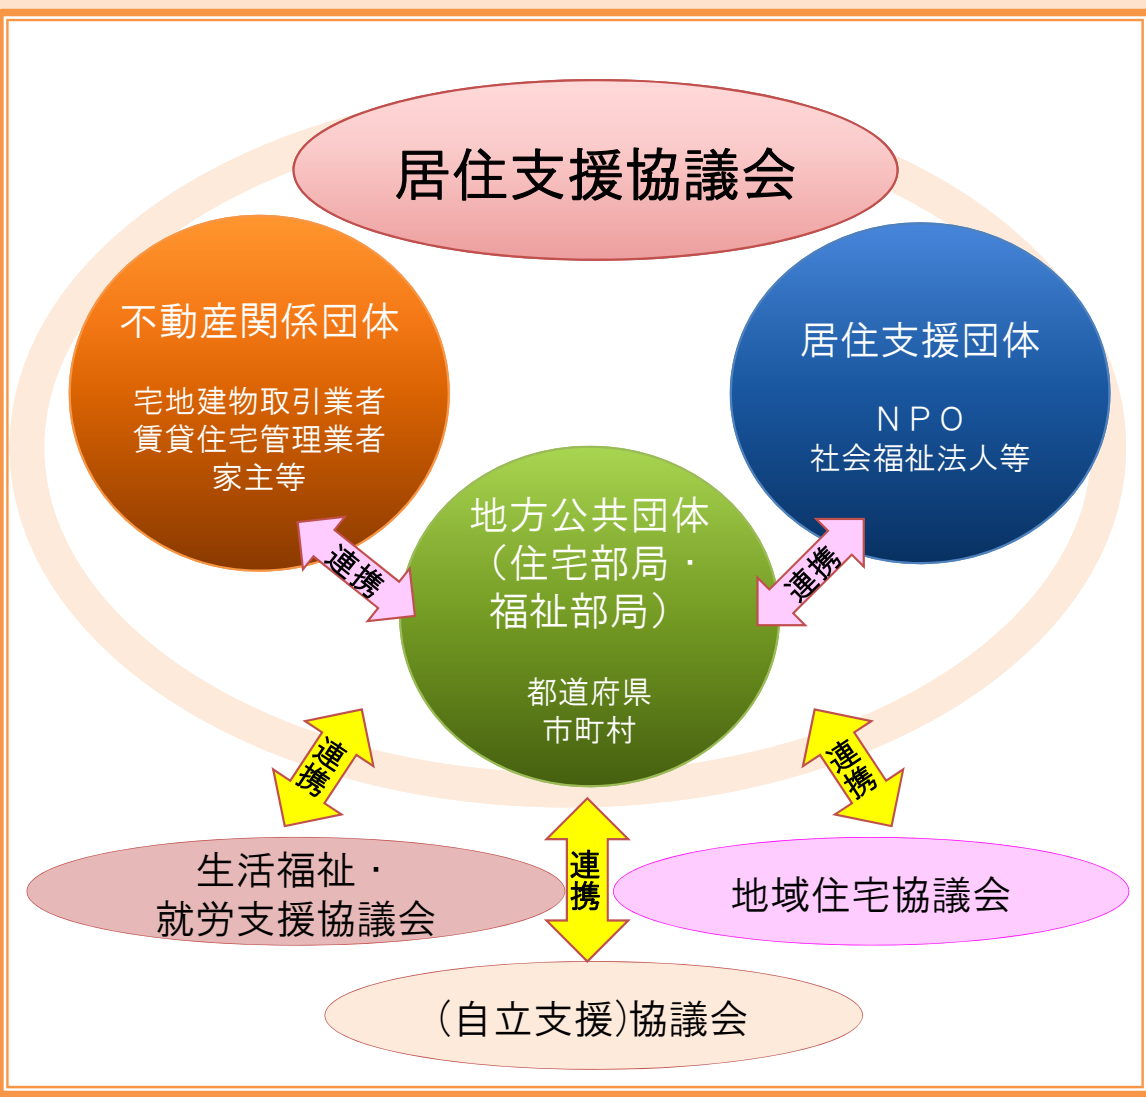 居住支援協議会
不動産関係団体
宅地建物取引業者
賃貸住宅管理業者
家主等
居住支援団体
ＮＰＯ
社会福祉法人等
地方公共団体
（住宅部局・
福祉部局）
都道府県
市町村
連携
連携
連携
連携
連携
生活福祉・
就労支援協議会
地域住宅協議会
（自立支援）協議会